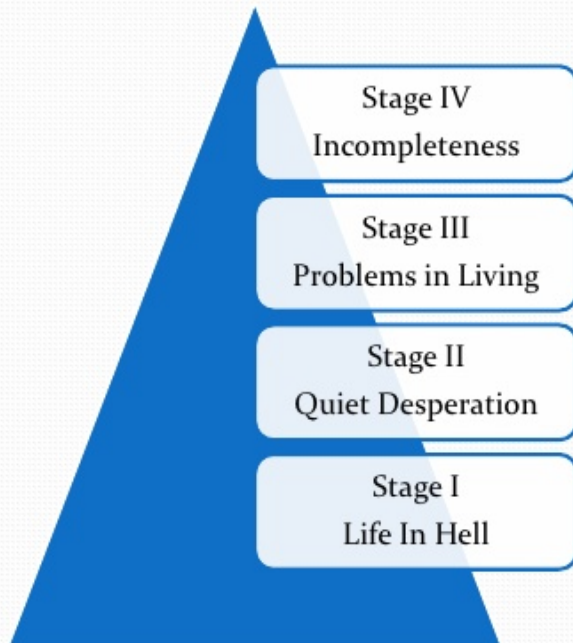 Stage IV
Incompleteness
Stage III
Problems in Living
Stage II
Quiet Desperation
Stage I
Life In Hell